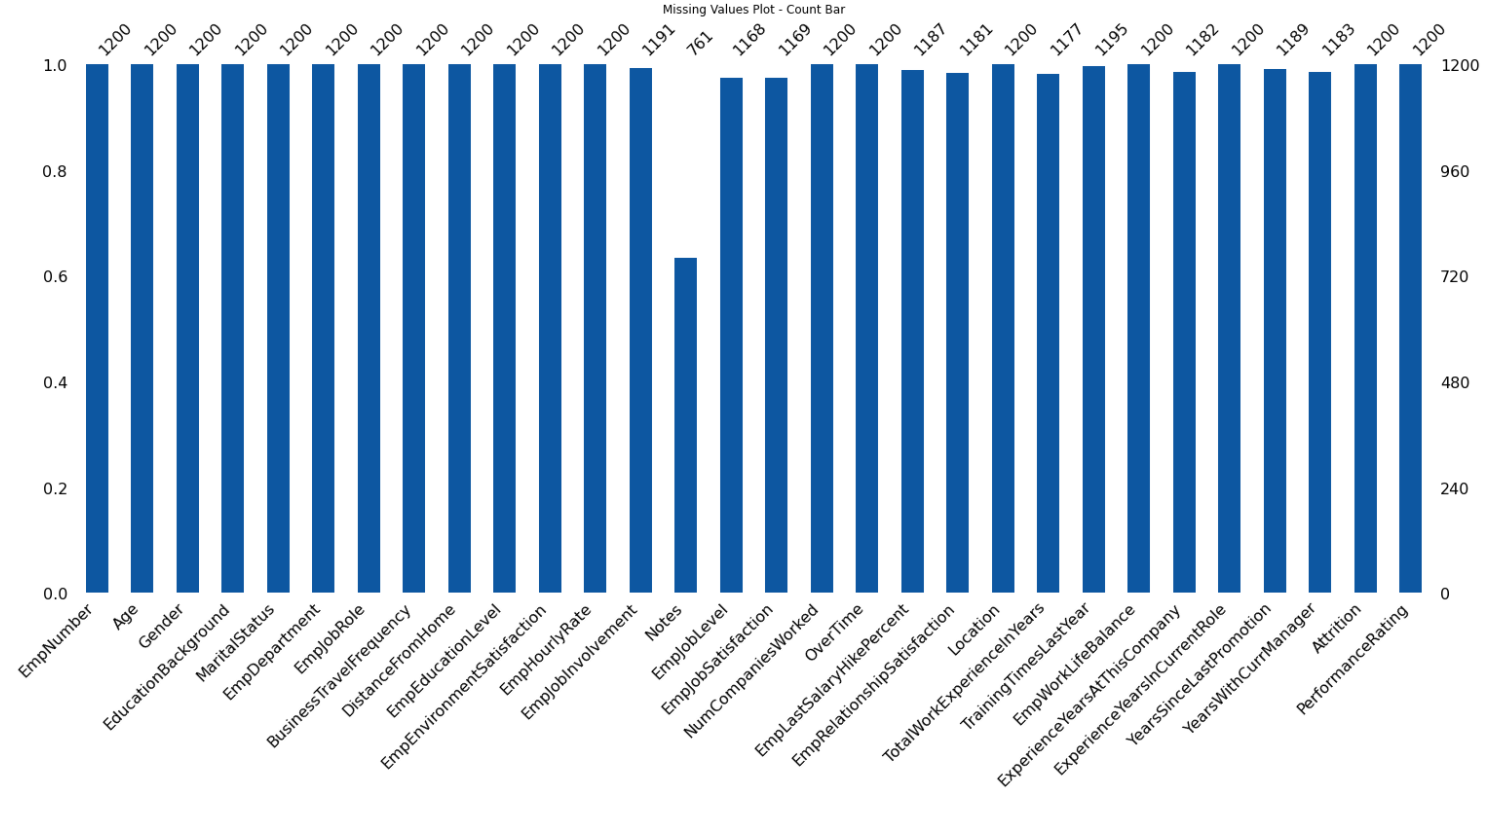 Missing Values Plot - Count Bar
1200
1200
1200
1200
1200
1200
1200
1200
1200
1200
1200
1200
1191
761
1168
1169
1200
1200
1187
1181
1200
1177
1195
1200
1182
1200
1189
1183
1200
1200
1.0
0.8
0.6
0.4
0.2
0.0
1200
960
720
480
240
0
EmpNumber
Age
Gender
EducationBackground
MaritalStatus
EmpDepartment
EmpJobRole
BusinessTravelFrequency
DistanceFromHome
EmpEducationLevel
EmpEnvironmentSatisfaction
EmpHourlyRate
EmpJobInvolvement
Notes
EmpJobLevel
EmpJobSatisfaction
NumCompaniesWorked
OverTime
EmpLastSalaryHikePercent
EmpRelationshipSatisfaction
Location
TotalWorkExperienceInYears
TrainingTimesLastYear
EmpWorkLifeBalance
ExperienceYearsAtThisCompany
ExperienceYearsInCurrentRole
YearsSinceLastPromotion
YearsWithCurrManager
Attrition
PerformanceRating